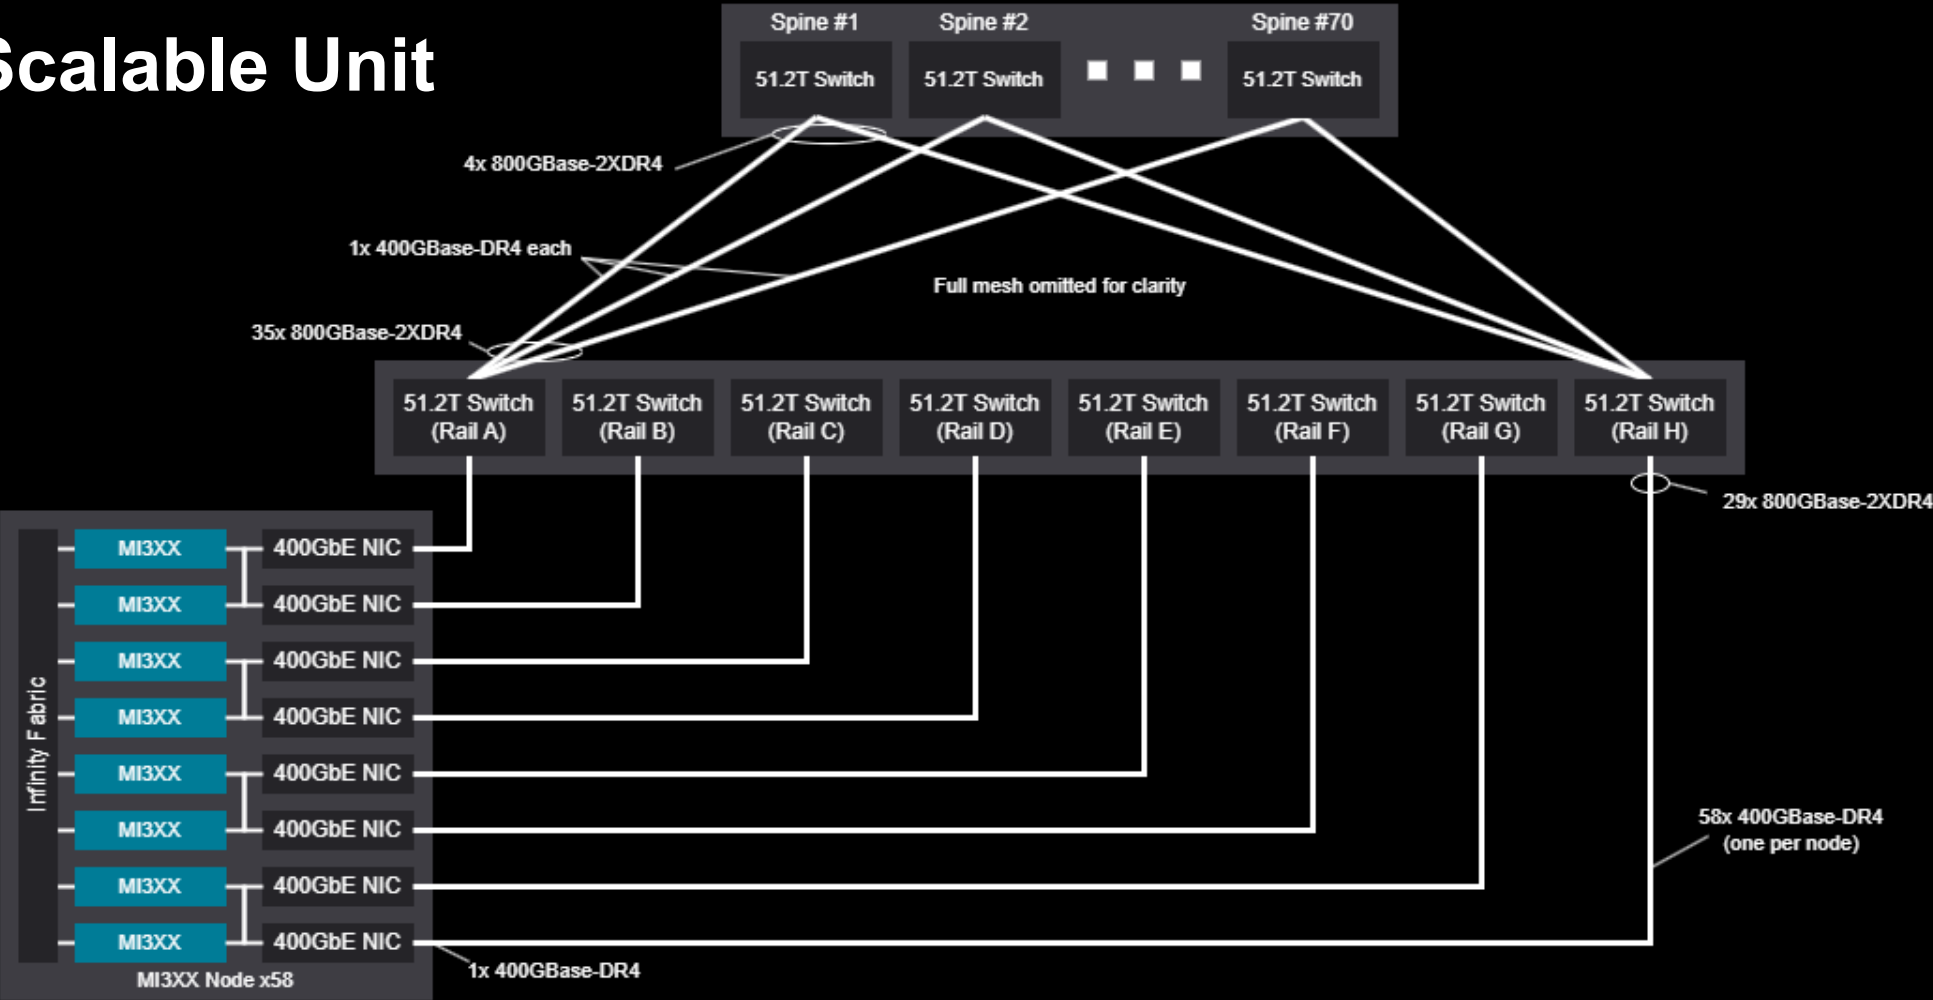 Scalable Unit
Spine #1
Spine #2
Spine #70
51.2T Switch
51.2T Switch
51.2T Switch
4x 800GBase-2XDR4
1x 400GBase-DR4 each
Full mesh omitted for clarity
35x 800GBase-2XDR4
51.2T Switch
(Rail A)
51.2T Switch
(Rail B)
51.2T Switch
(Rail C)
51.2T Switch
(Rail D)
51.2T Switch
(Rail E)
51.2T Switch
(Rail F)
51.2T Switch
(Rail G)
51.2T Switch
(Rail H)
29x 800GBase-2XDR4
Infinity Fabric
MI3XX
400GbE NIC
MI3XX
400GbE NIC
MI3XX
400GbE NIC
MI3XX
400GbE NIC
MI3XX
400GbE NIC
MI3XX
400GbE NIC
MI3XX
400GbE NIC
MI3XX
400GbE NIC
58x 400GBase-DR4
(one per node)
1x 400GBase-DR4
MI3XX Node x58